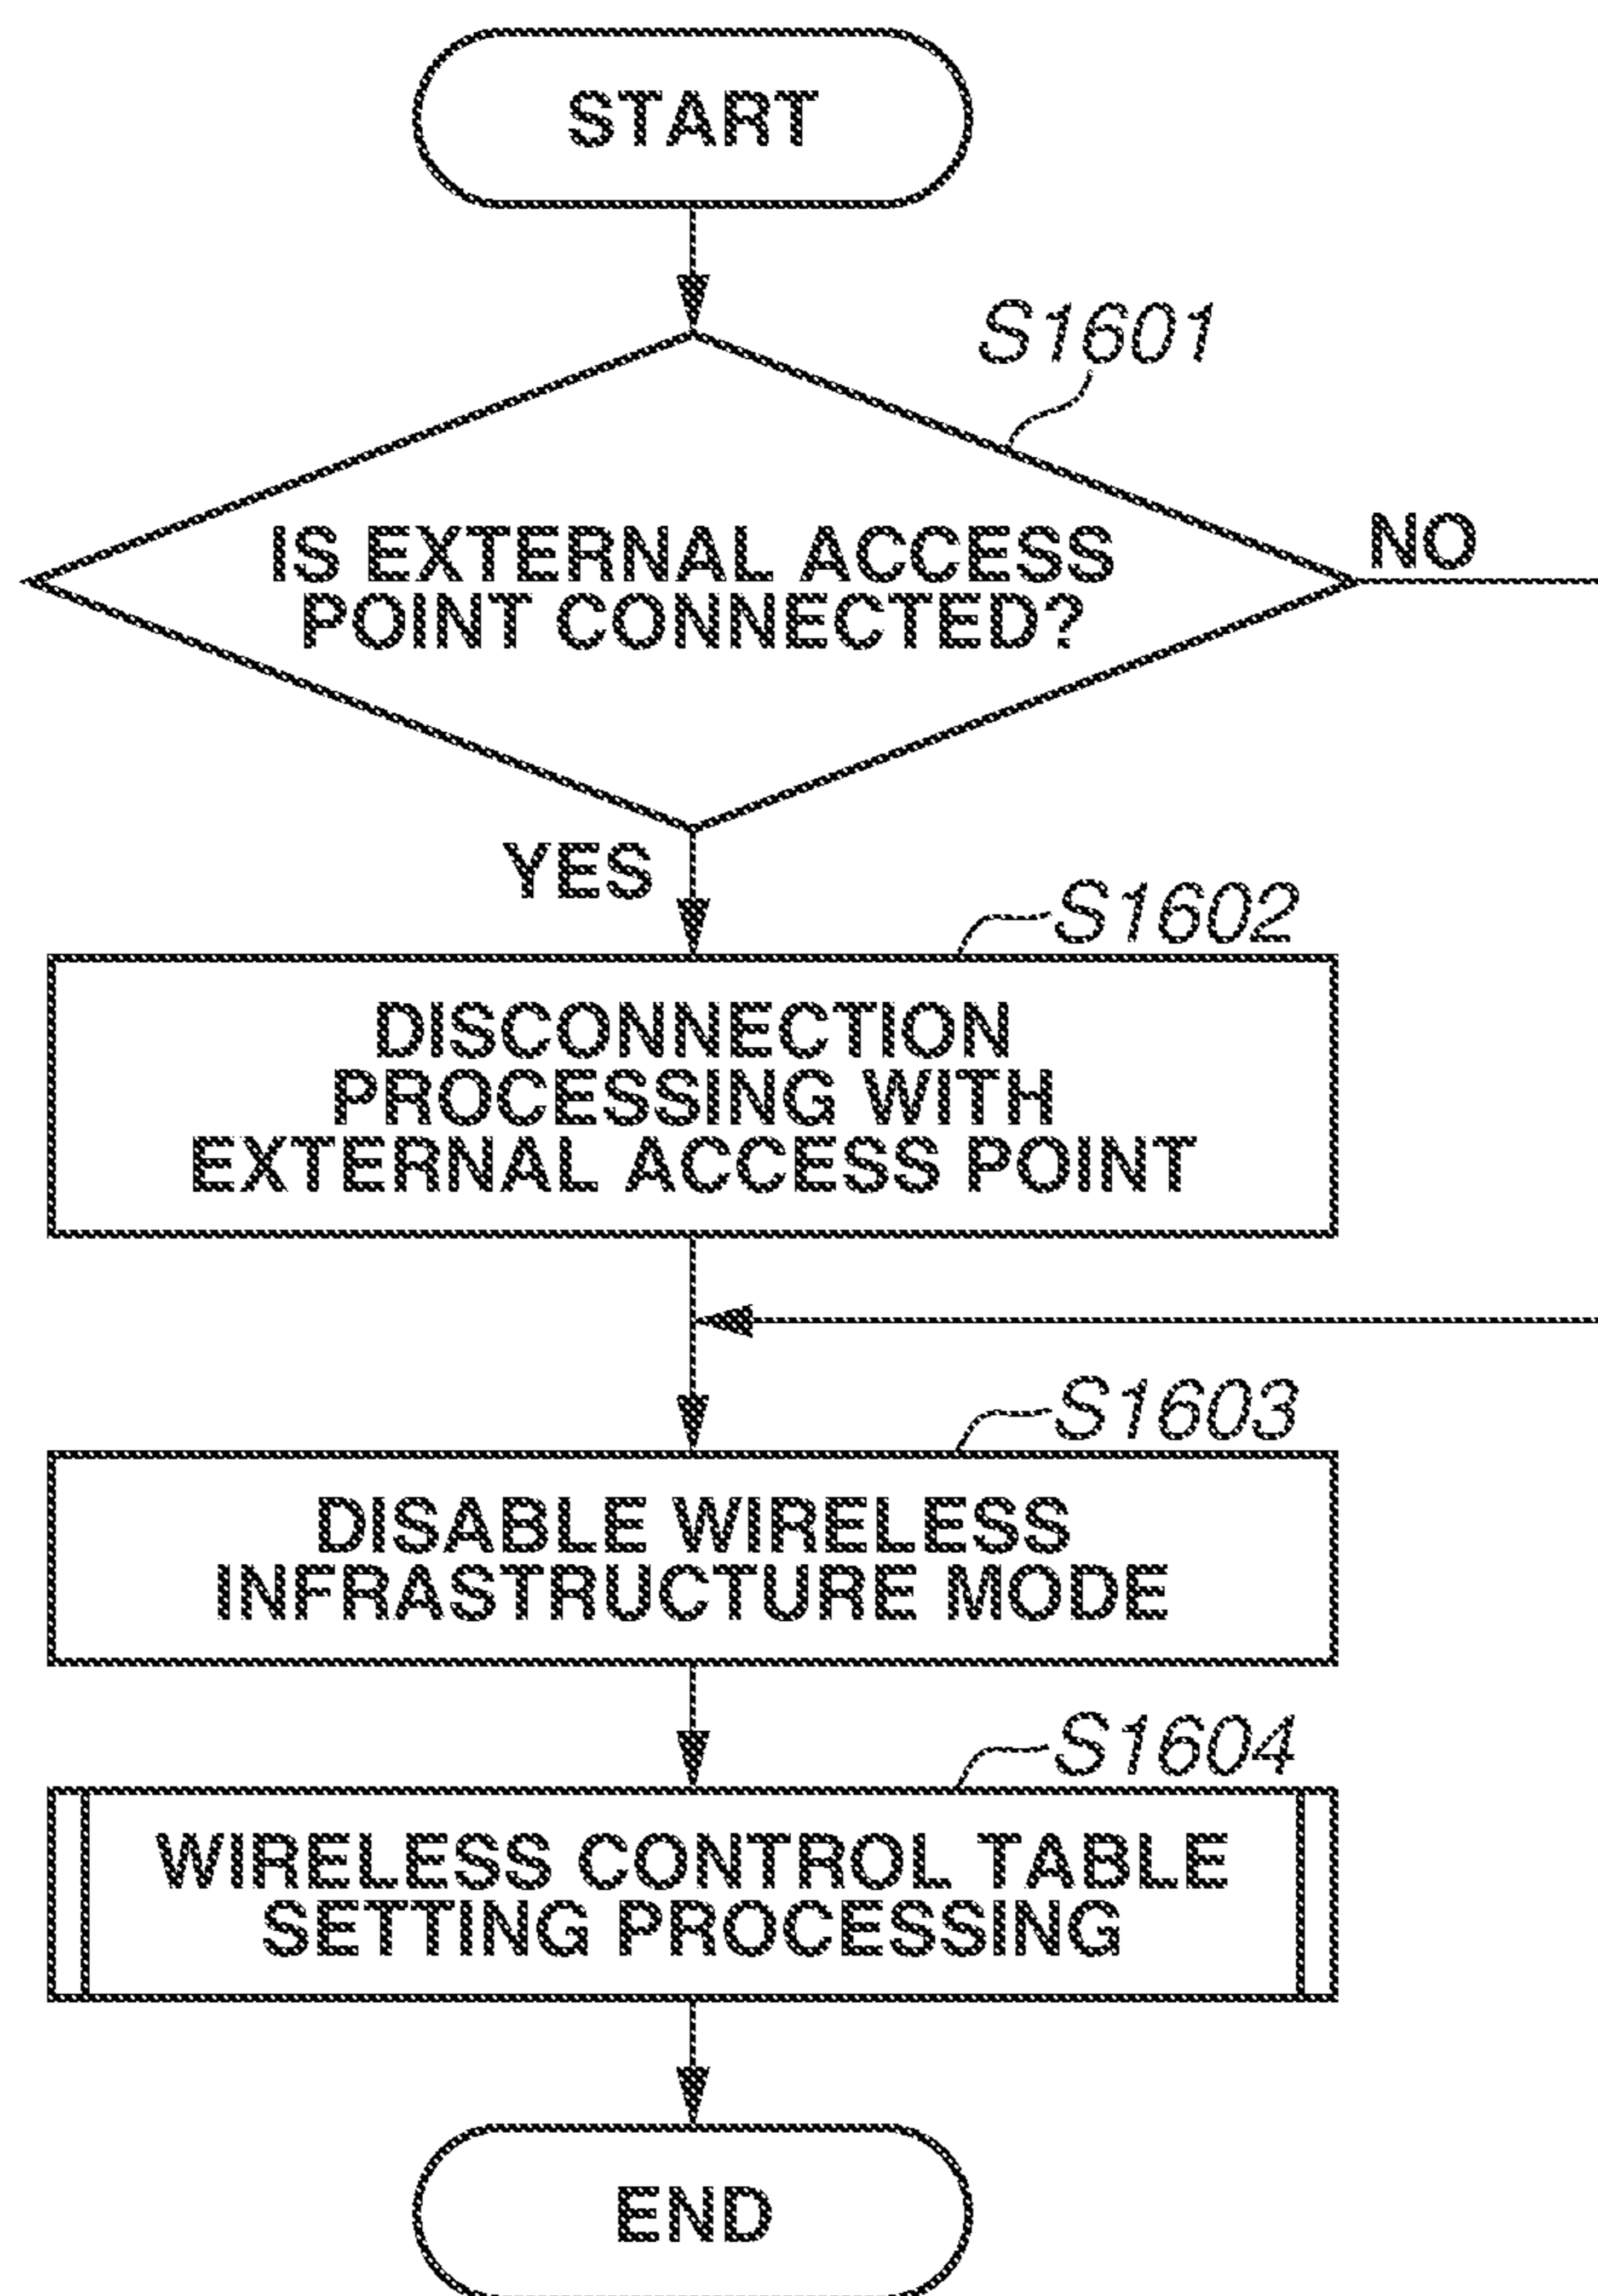 START
S1601
IS EXTERNAL ACCESS
POINT CONNECTED?
NO
YES
S1602
DISCONNECTION
PROCESSING WITH
EXTERNAL ACCESS POINT
S1603
DISABLE WIRELESS
INFRASTRUCTURE MODE
S1604
WIRELESS CONTROL TABLE
SETTING PROCESSING
END